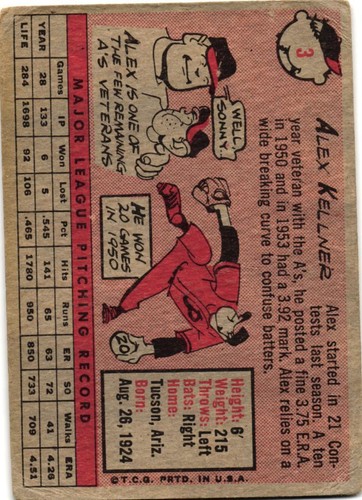 3
ALEX KELLNER
Alex started in 21 Con-
tests last season. A ten
year veteran with the A's, he posted a fine 3.75 E.R.A.
in 1950 and in 1953 had a 3.92 mark. Alex relies on
wide breaking curve to confuse batters.
WELL, SONNY..
ALEX IS ONE OF
THE FEW REMAINING
A'S VETERANS
HE WON
20 GAMES
IN 1950
20
Height: 6'
Weight: 215
Throws: Left
Bats: Right
Home:
Tucson, Ariz.
Born:
Aug. 26, 1924
© T.C.G. PRTD. IN U.S.A.
MAJOR LEAGUE PITCHING RECORD
Games IP Won Lost Pct Hits Runs ER SO Walks ERA
YEAR 28 133 6 5 .545 141 65 63 72 41 4.26
LIFE 284 1698 92 106 .465 1780 950 850 733 709 4.51